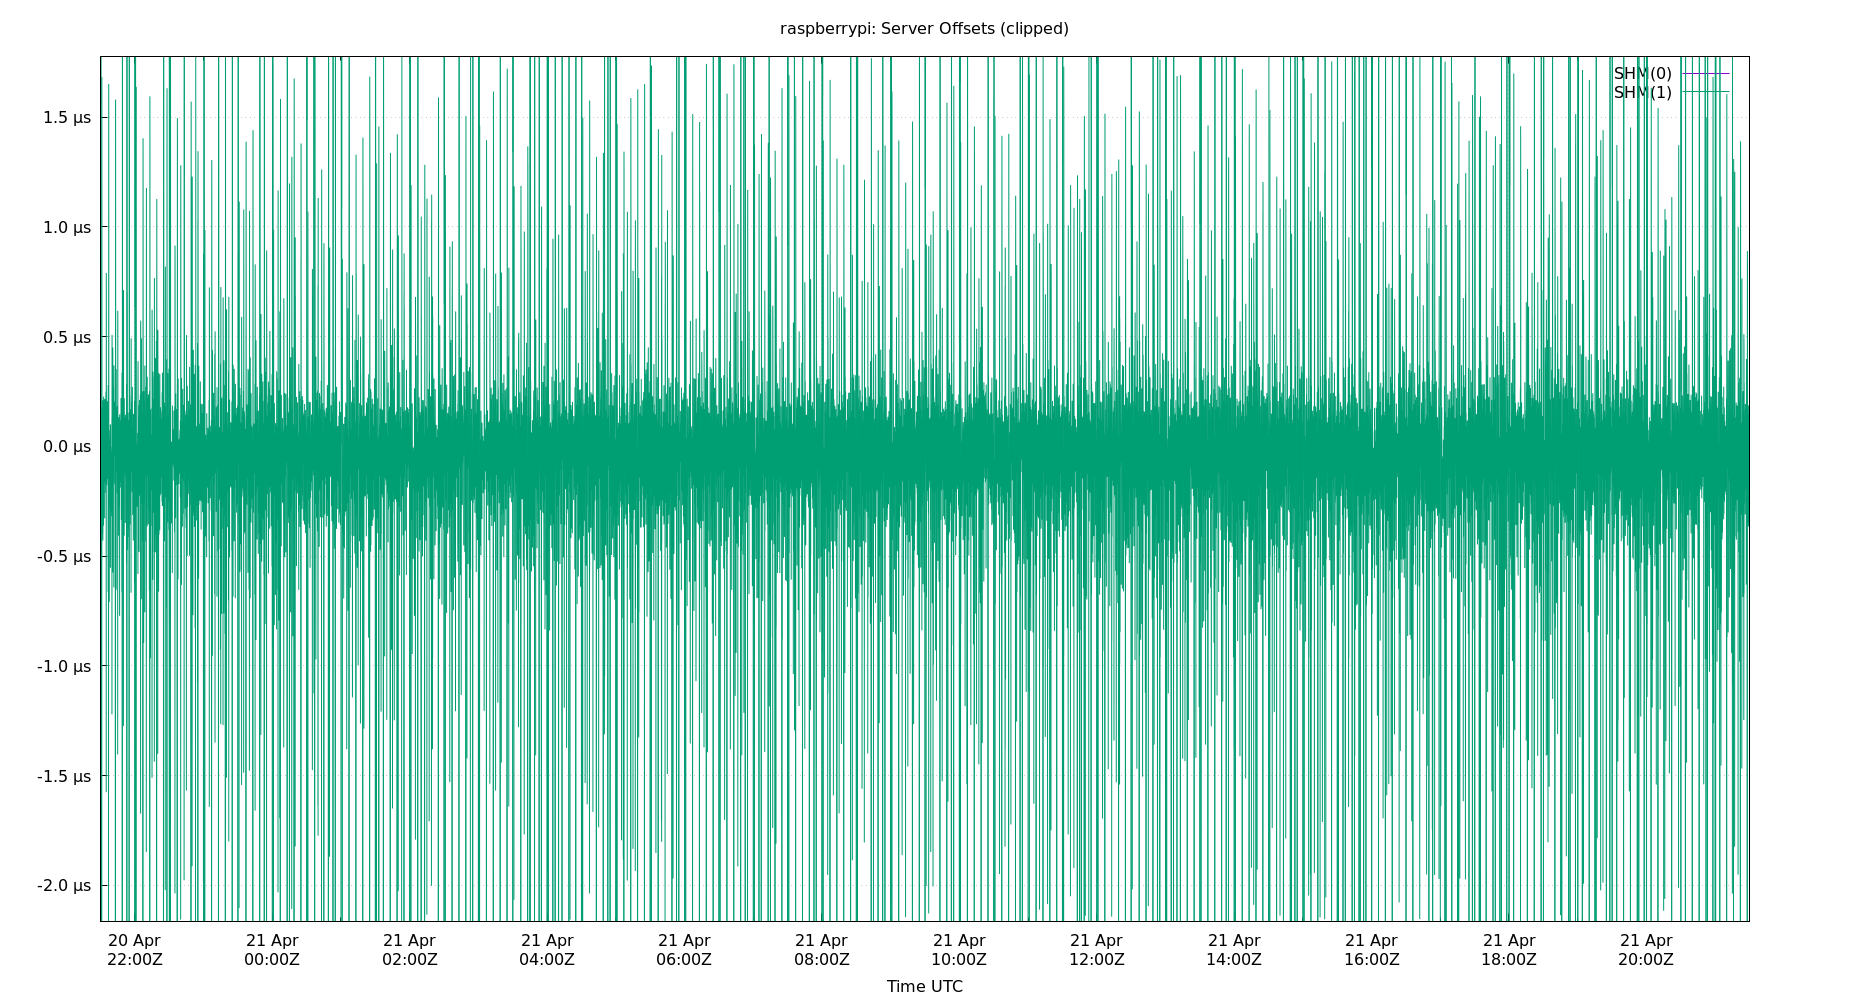 raspberrypi: Server Offsets (clipped)
SHM(0)
SHM(1)
1.5 µs
1.0 µs
0.5 µs
0.0 µs
-0.5 µs
-1.0 µs
-1.5 µs
-2.0 µs
20 Apr 21 Apr 21 Apr 21 Apr 21 Apr 21 Apr 21 Apr 21 Apr 21 Apr 21 Apr 21 Apr 21 Apr
22:00Z 00:00Z 02:00Z 04:00Z 06:00Z 08:00Z 10:00Z 12:00Z 14:00Z 16:00Z 18:00Z 20:00Z
Time UTC